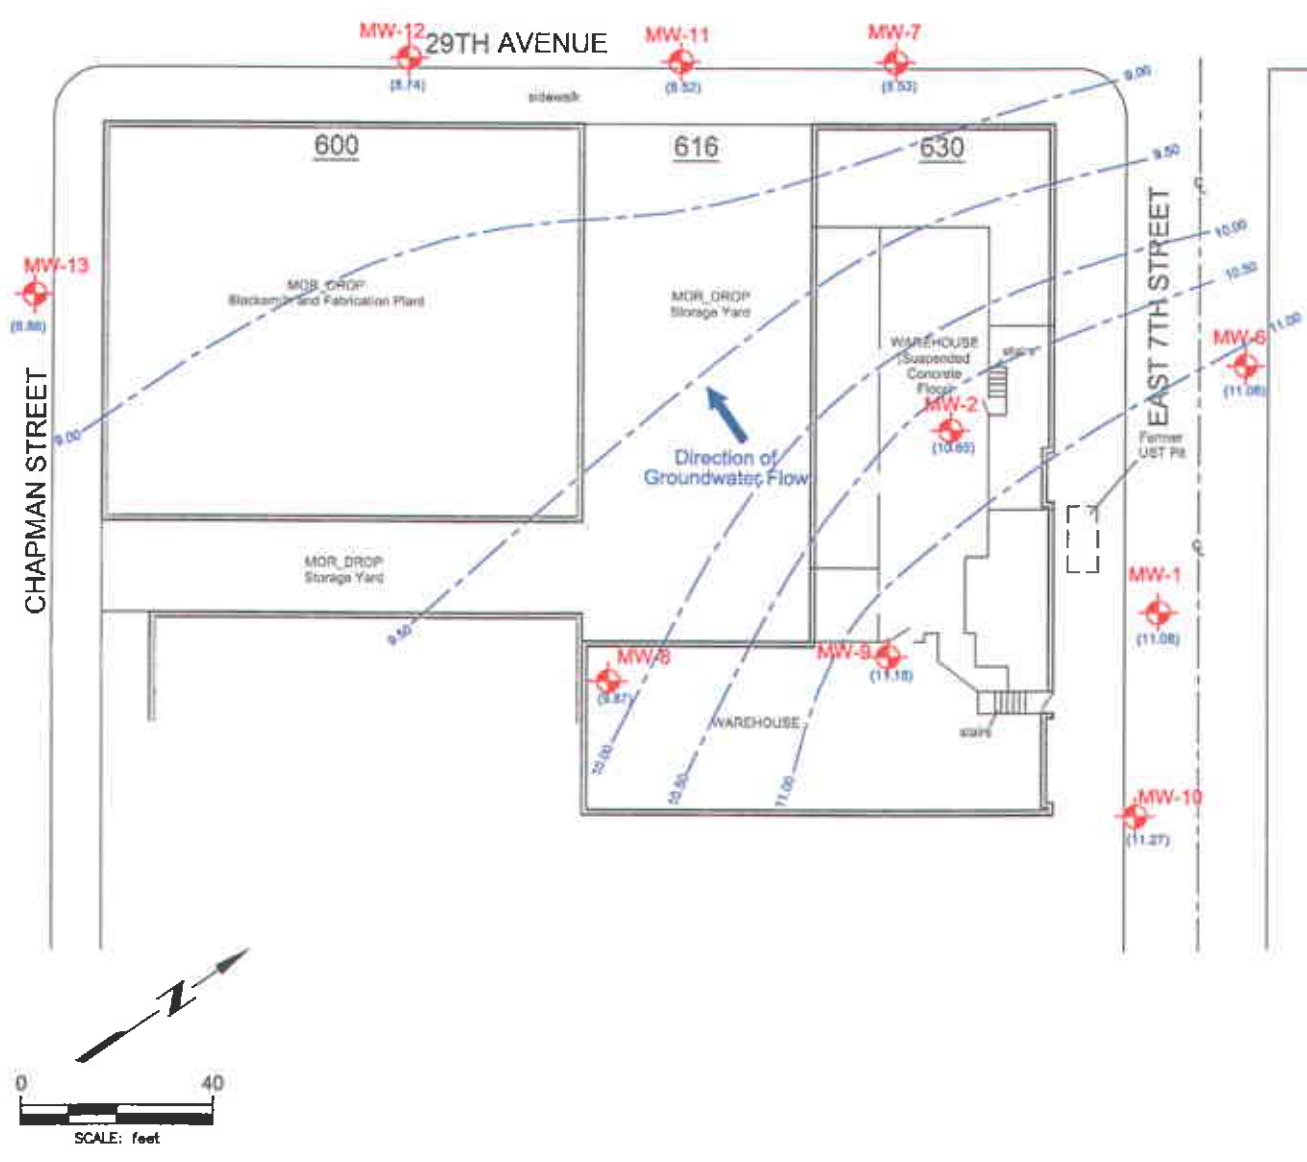 MW-12
29TH AVENUE
MW-11
MW-7
(8.74)
(8.52)
(8.53)
9.00
sidewalk
600
616
630
9.50
10.00
10.50
11.00
MW-13
MOR_DROP
Blacksmith and Fabrication Plant
MOR_DROP
Storage Yard
WAREHOUSE
Suspended
Concrete
Floor
stairs
EAST 7TH STREET
MW-6
(11.08)
CHAPMAN STREET
9.00
MW-2
(10.65)
Former
UST Pit
Direction of
Groundwater Flow
MOR_DROP
Storage Yard
MW-1
(11.08)
9.50
MW-8
(9.87)
MW-9
(11.18)
WAREHOUSE
stairs
10.00
10.50
11.00
MW-10
(11.27)
N
0 40
SCALE: feet